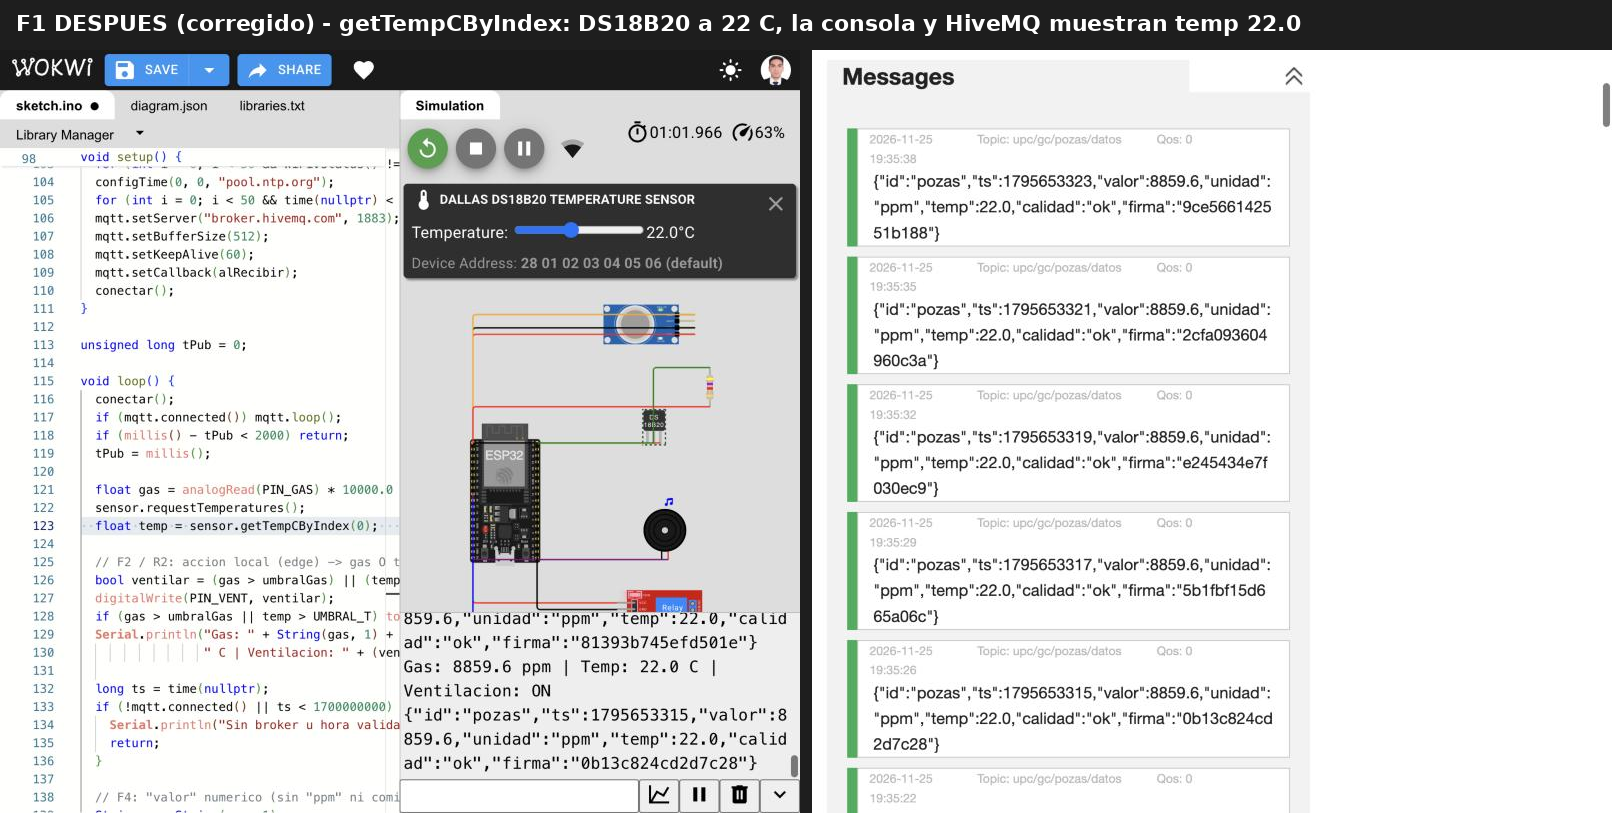 F1 DESPUES (corregido) - getTempCByIndex: DS18B20 a 22 C, la consola y HiveMQ muestran temp 22.0
WOKWI
SAVE
SHARE
sketch.ino ●
diagram.json
libraries.txt
Library Manager
98 void setup() {
104 configTime(0, 0, "pool.ntp.org");
105 for (int i = 0; i < 50 && time(nullptr) <
106 mqtt.setServer("broker.hivemq.com", 1883);
107 mqtt.setBufferSize(512);
108 mqtt.setKeepAlive(60);
109 mqtt.setCallback(alRecibir);
110 conectar();
111 }
112
113 unsigned long tPub = 0;
114
115 void loop() {
116 conectar();
117 if (mqtt.connected()) mqtt.loop();
118 if (millis() - tPub < 2000) return;
119 tPub = millis();
120
121 float gas = analogRead(PIN_GAS) * 10000.0
122 sensor.requestTemperatures();
123 float temp = sensor.getTempCByIndex(0);
124
125 // F2 / R2: accion local (edge) -> gas O t
126 bool ventilar = (gas > umbralGas) || (temp
127 digitalWrite(PIN_VENT, ventilar);
128 if (gas > umbralGas || temp > UMBRAL_T) to
129 Serial.println("Gas: " + String(gas, 1) +
130 " C | Ventilacion: " + (ven
131
132 long ts = time(nullptr);
133 if (!mqtt.connected() || ts < 1700000000)
134 Serial.println("Sin broker u hora valida
135 return;
136 }
137
138 // F4: "valor" numerico (sin "ppm" ni comi
Simulation
01:01.966
63%
DALLAS DS18B20 TEMPERATURE SENSOR
Temperature: 22.0°C
Device Address: 28 01 02 03 04 05 06 (default)
DS
18B20
ESP32
Relay
859.6,"unidad":"ppm","temp":22.0,"calid
ad":"ok","firma":"81393b745efd501e"}
Gas: 8859.6 ppm | Temp: 22.0 C |
Ventilacion: ON
{"id":"pozas","ts":1795653315,"valor":8
859.6,"unidad":"ppm","temp":22.0,"calid
ad":"ok","firma":"0b13c824cd2d7c28"}
Messages
2026-11-25 Topic: upc/gc/pozas/datos Qos: 0
19:35:38
{"id":"pozas","ts":1795653323,"valor":8859.6,"unidad":
"ppm","temp":22.0,"calidad":"ok","firma":"9ce5661425
51b188"}
2026-11-25 Topic: upc/gc/pozas/datos Qos: 0
19:35:35
{"id":"pozas","ts":1795653321,"valor":8859.6,"unidad":
"ppm","temp":22.0,"calidad":"ok","firma":"2cfa093604
960c3a"}
2026-11-25 Topic: upc/gc/pozas/datos Qos: 0
19:35:32
{"id":"pozas","ts":1795653319,"valor":8859.6,"unidad":
"ppm","temp":22.0,"calidad":"ok","firma":"e245434e7f
030ec9"}
2026-11-25 Topic: upc/gc/pozas/datos Qos: 0
19:35:29
{"id":"pozas","ts":1795653317,"valor":8859.6,"unidad":
"ppm","temp":22.0,"calidad":"ok","firma":"5b1fbf15d6
65a06c"}
2026-11-25 Topic: upc/gc/pozas/datos Qos: 0
19:35:26
{"id":"pozas","ts":1795653315,"valor":8859.6,"unidad":
"ppm","temp":22.0,"calidad":"ok","firma":"0b13c824cd
2d7c28"}
2026-11-25 Topic: upc/gc/pozas/datos Qos: 0
19:35:22